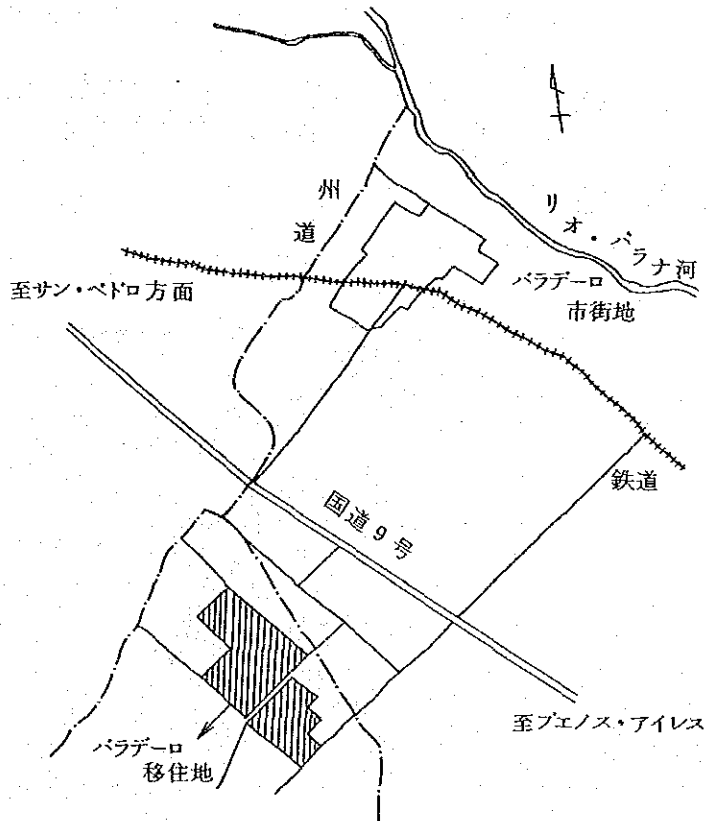 州道
リオ・パラナ河
至サン・ペドロ方面
バラデーロ
市街地
鉄道
国道9号
至ブエノス・アイレス
バラデーロ
移住地